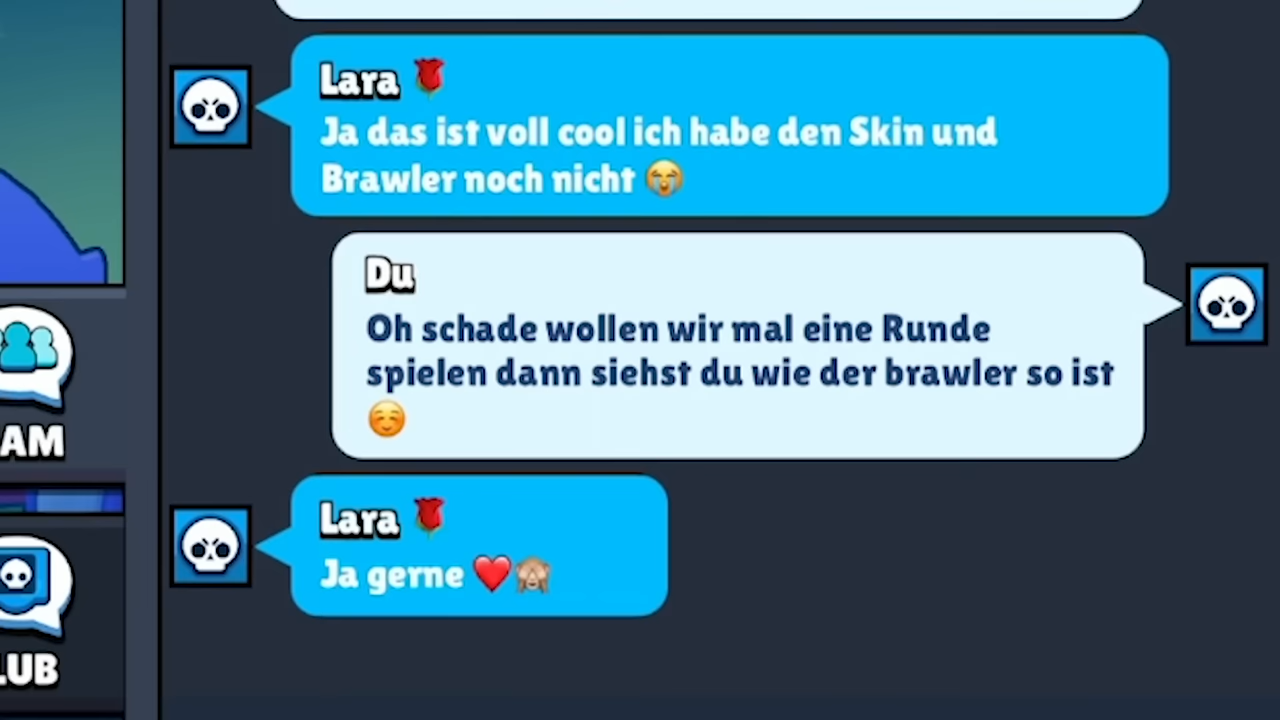 Lara 🌹
Ja das ist voll cool ich habe den Skin und
Brawler noch nicht 😭
Du
Oh schade wollen wir mal eine Runde
spielen dann siehst du wie der brawler so ist
☺️
Lara 🌹
Ja gerne ❤️🙈
AM
LUB